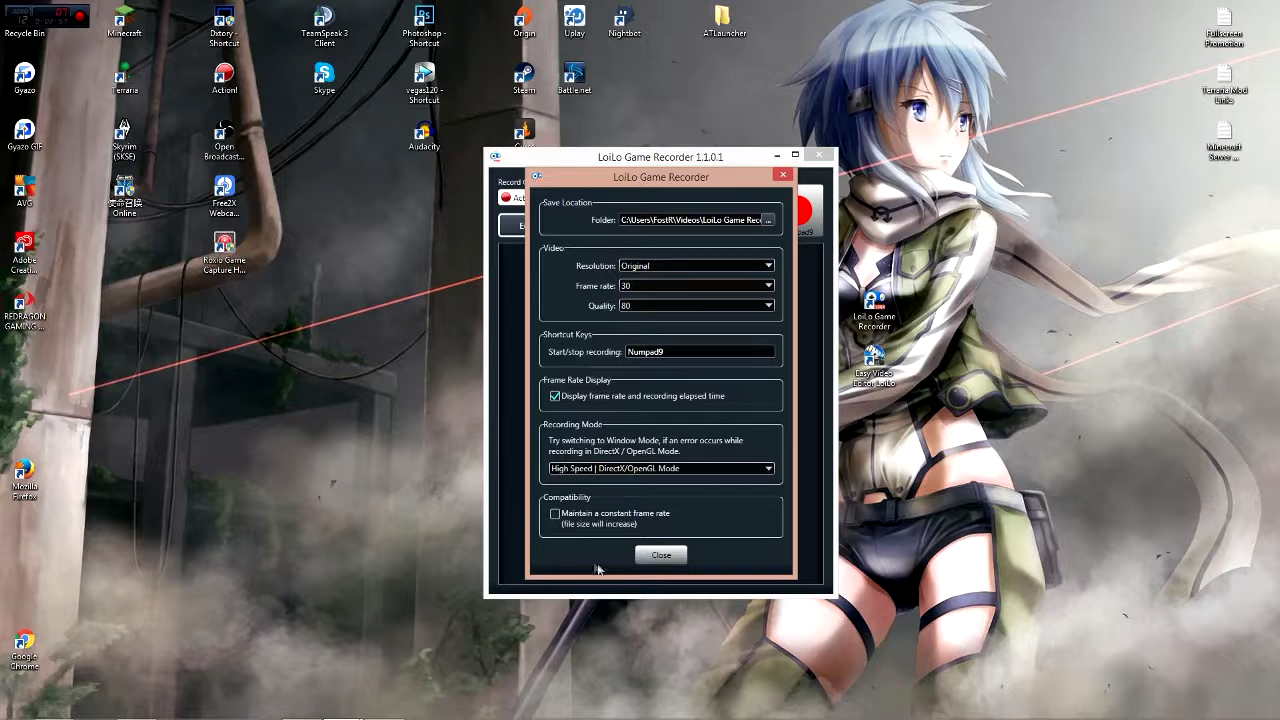 Recycle Bin
Minecraft
Dxtory -
Shortcut
TeamSpeak 3
Client
Photoshop -
Shortcut
Origin
Uplay
Nightbot
ATLauncher
Fullscreen
Promotion
Gyazo
Terraria
Action!
Skype
vegas120 -
Shortcut
Steam
Battle.net
Terraria Mod
Links
Gyazo GIF
Skyrim
(SKSE)
Open
Broadcast...
Audacity
Minecraft
Server ...
AVG
使命召唤
Online
Free2X
Webca...
Adobe
Creati...
Roxio Game
Capture H...
REDRAGON
GAMING ...
Mozilla
Firefox
Google
Chrome
LoiLo Game
Recorder
Easy Video
Editor LoiLo
LoiLo Game Recorder 1.1.0.1
LoiLo Game Recorder
Save Location
Folder: C:\Users\FostR\Videos\LoiLo Game Rec ...
Video
Resolution: Original
Frame rate: 30
Quality: 80
Shortcut Keys
Start/stop recording: Numpad9
Frame Rate Display
Display frame rate and recording elapsed time
Recording Mode
Try switching to Window Mode, if an error occurs while
recording in DirectX / OpenGL Mode.
High Speed | DirectX/OpenGL Mode
Compatibility
Maintain a constant frame rate
(file size will increase)
Close